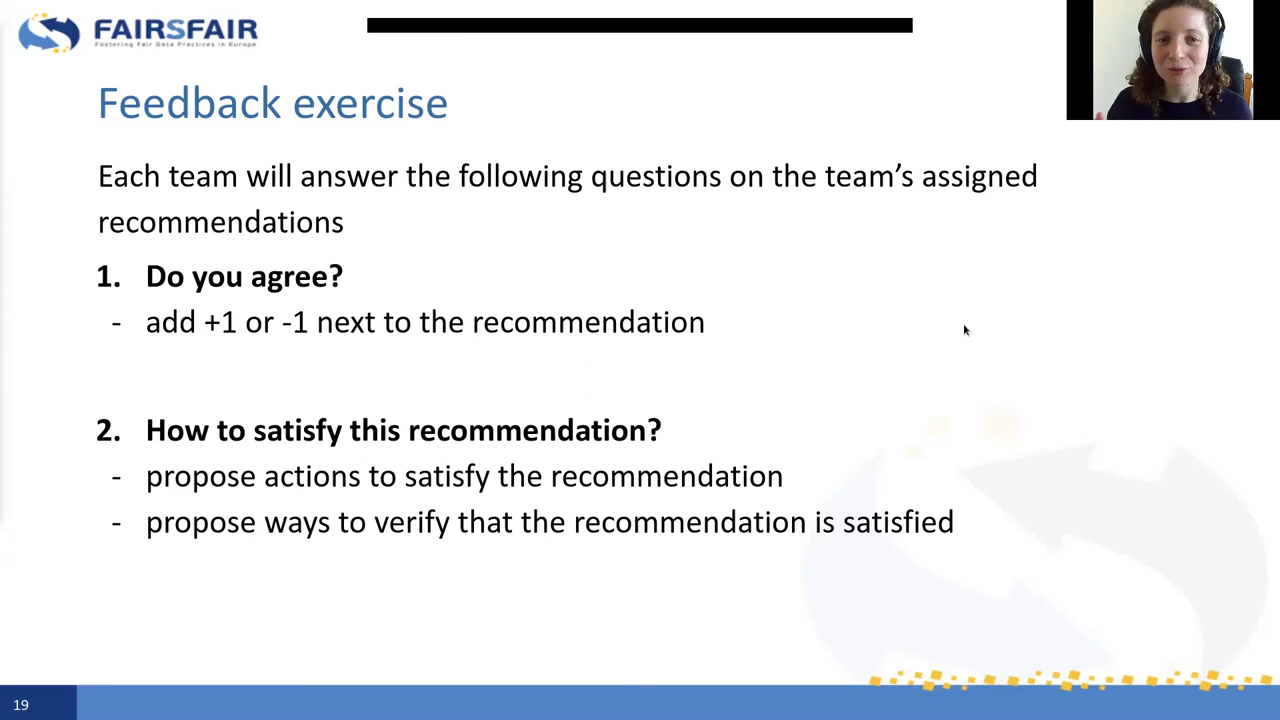 FAIRSFAIR
Fostering Fair Data Practices in Europe
Feedback exercise
Each team will answer the following questions on the team’s assigned
recommendations
1. Do you agree?
- add +1 or -1 next to the recommendation
2. How to satisfy this recommendation?
- propose actions to satisfy the recommendation
- propose ways to verify that the recommendation is satisfied
19